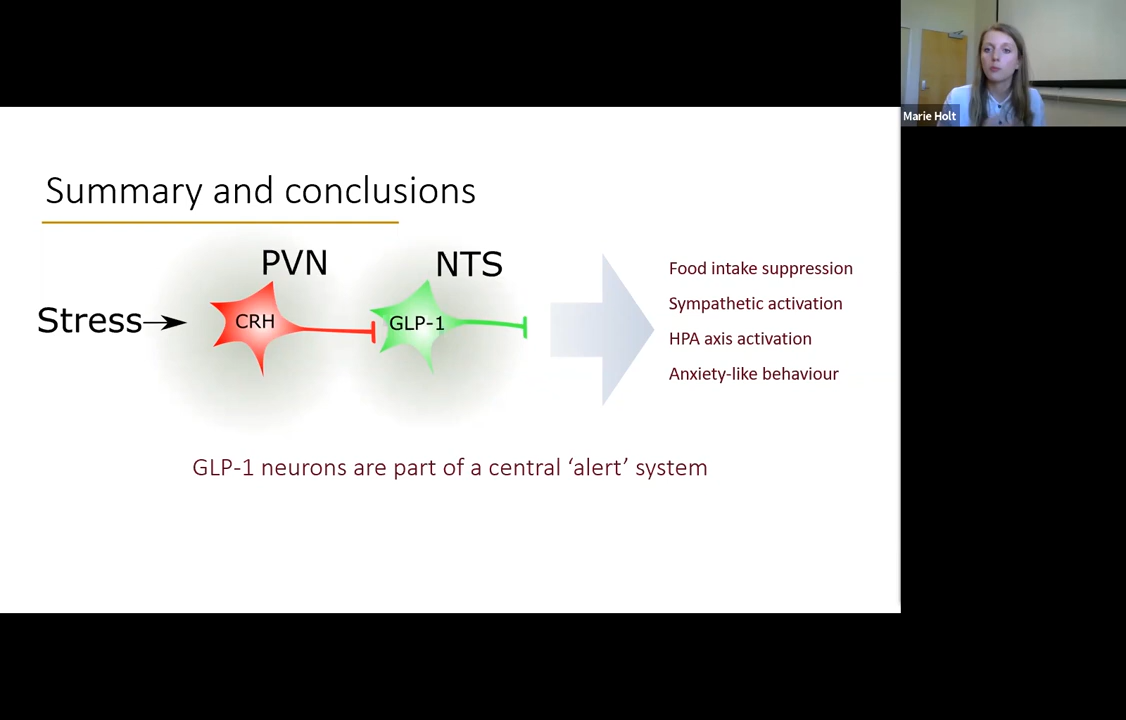 Marie Holt
Summary and conclusions
PVN
NTS
Stress
CRH
GLP-1
Food intake suppression
Sympathetic activation
HPA axis activation
Anxiety-like behaviour
GLP-1 neurons are part of a central ‘alert’ system